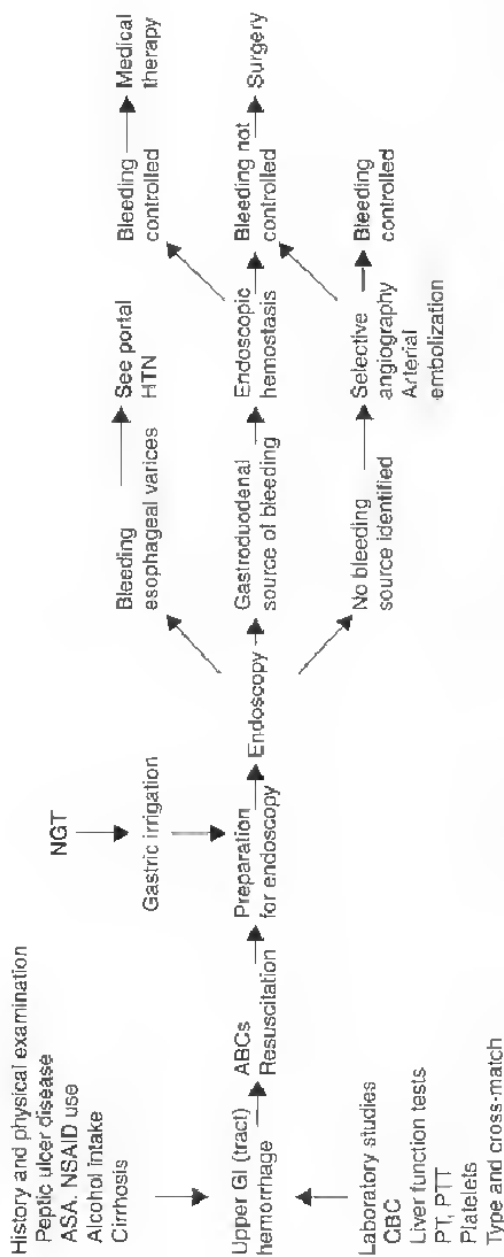 History and physical examination
Peptic ulcer disease
ASA, NSAID use
Alcohol intake
Cirrhosis
Upper GI (tract)
hemorrhage
Laboratory studies
CBC
Liver function tests
PT, PTT
Platelets
Type and cross-match
ABCs
Resuscitation
NGT
Gastric irrigation
Preparation
for endoscopy
Endoscopy
Bleeding
esophageal varices
See portal
HTN
Gastroduodenal
source of bleeding
Endoscopic
hemostasis
Bleeding
controlled
Medical
therapy
Bleeding not
controlled
Surgery
No bleeding
source identified
Selective
angiography
Arterial
embolization
Bleeding
controlled